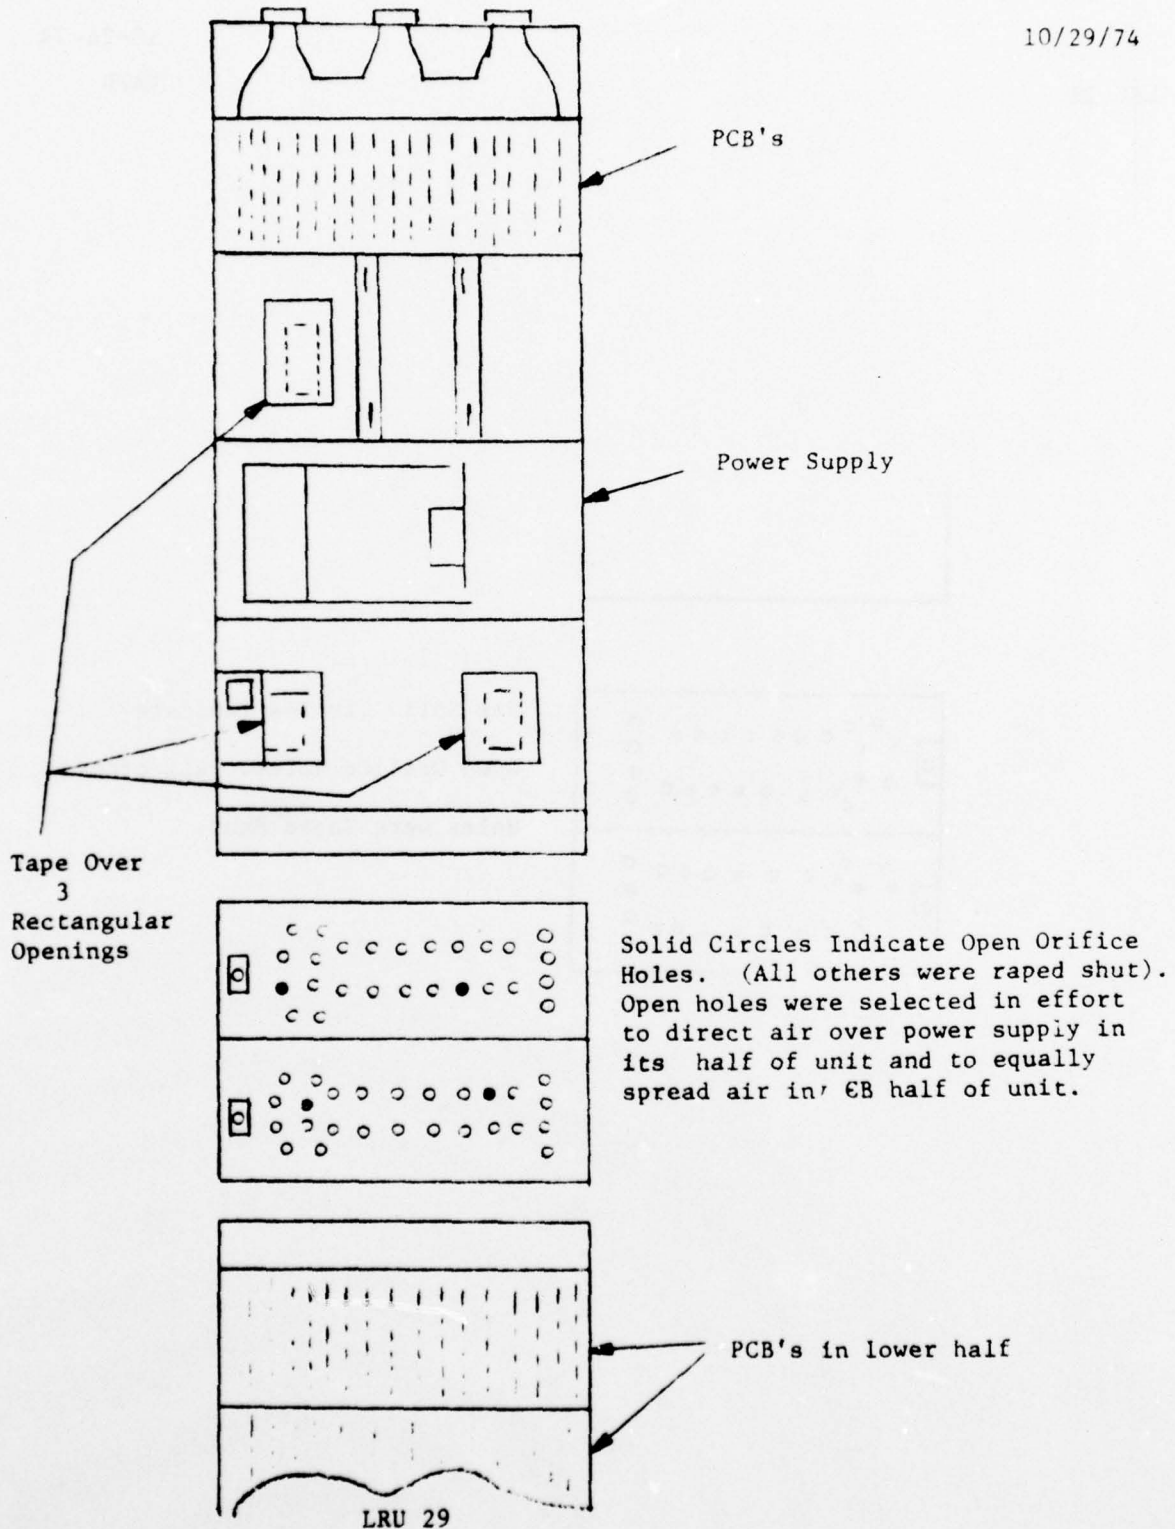 10/29/74
PCB's
Power Supply
Tape Over
3
Rectangular
Openings
Solid Circles Indicate Open Orifice
Holes. (All others were raped shut).
Open holes were selected in effort
to direct air over power supply in
its half of unit and to equally
spread air in half of unit.
PCB's in lower half
LRU 29